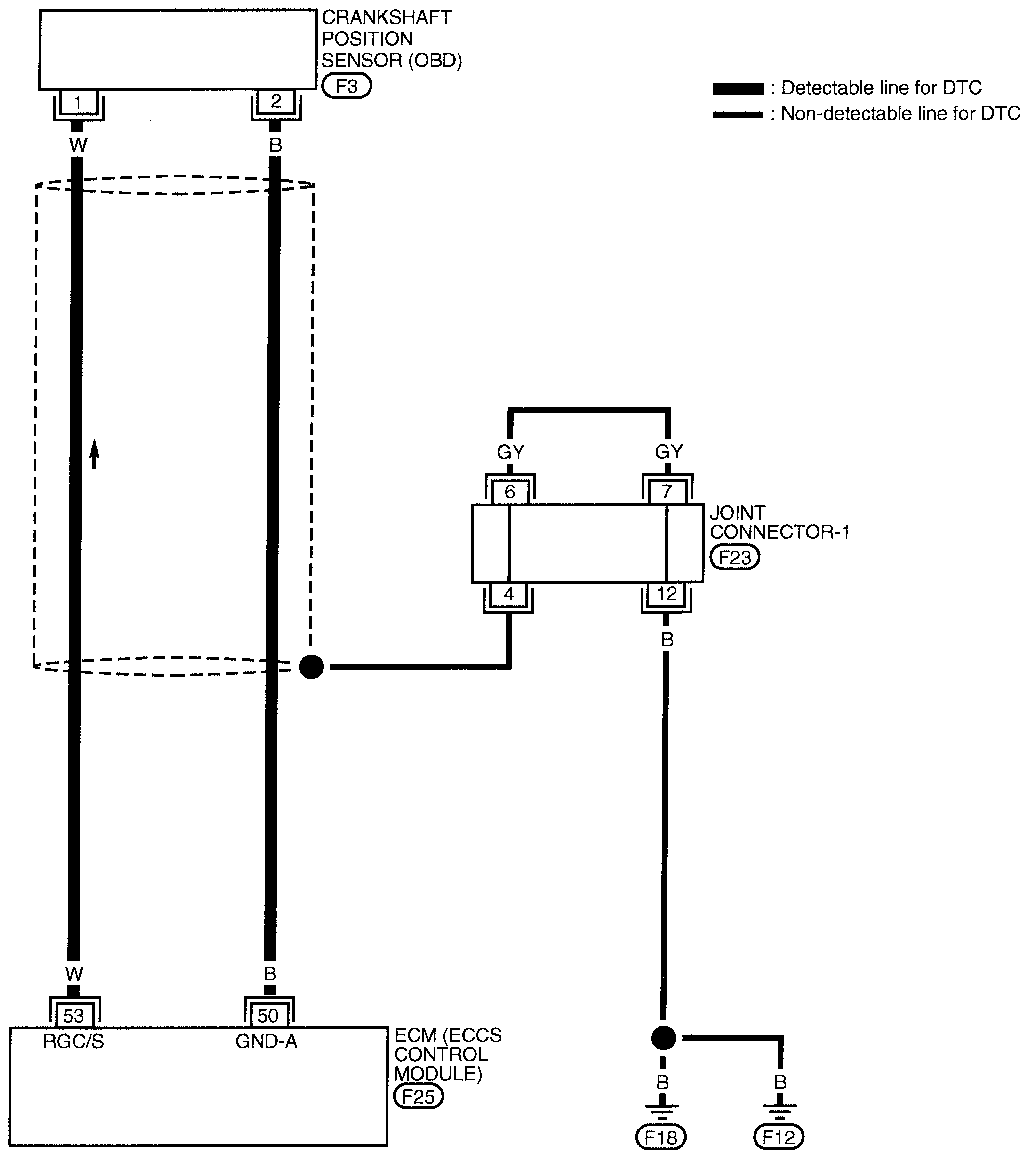 CRANKSHAFT
POSITION
SENSOR (OBD)
F3
1
2
W
B
: Detectable line for DTC
: Non-detectable line for DTC
GY
GY
6
7
JOINT
CONNECTOR-1
F23
4
12
B
W
B
53
50
RGC/S
GND-A
ECM (ECCS
CONTROL
MODULE)
F25
B
B
F18
F12